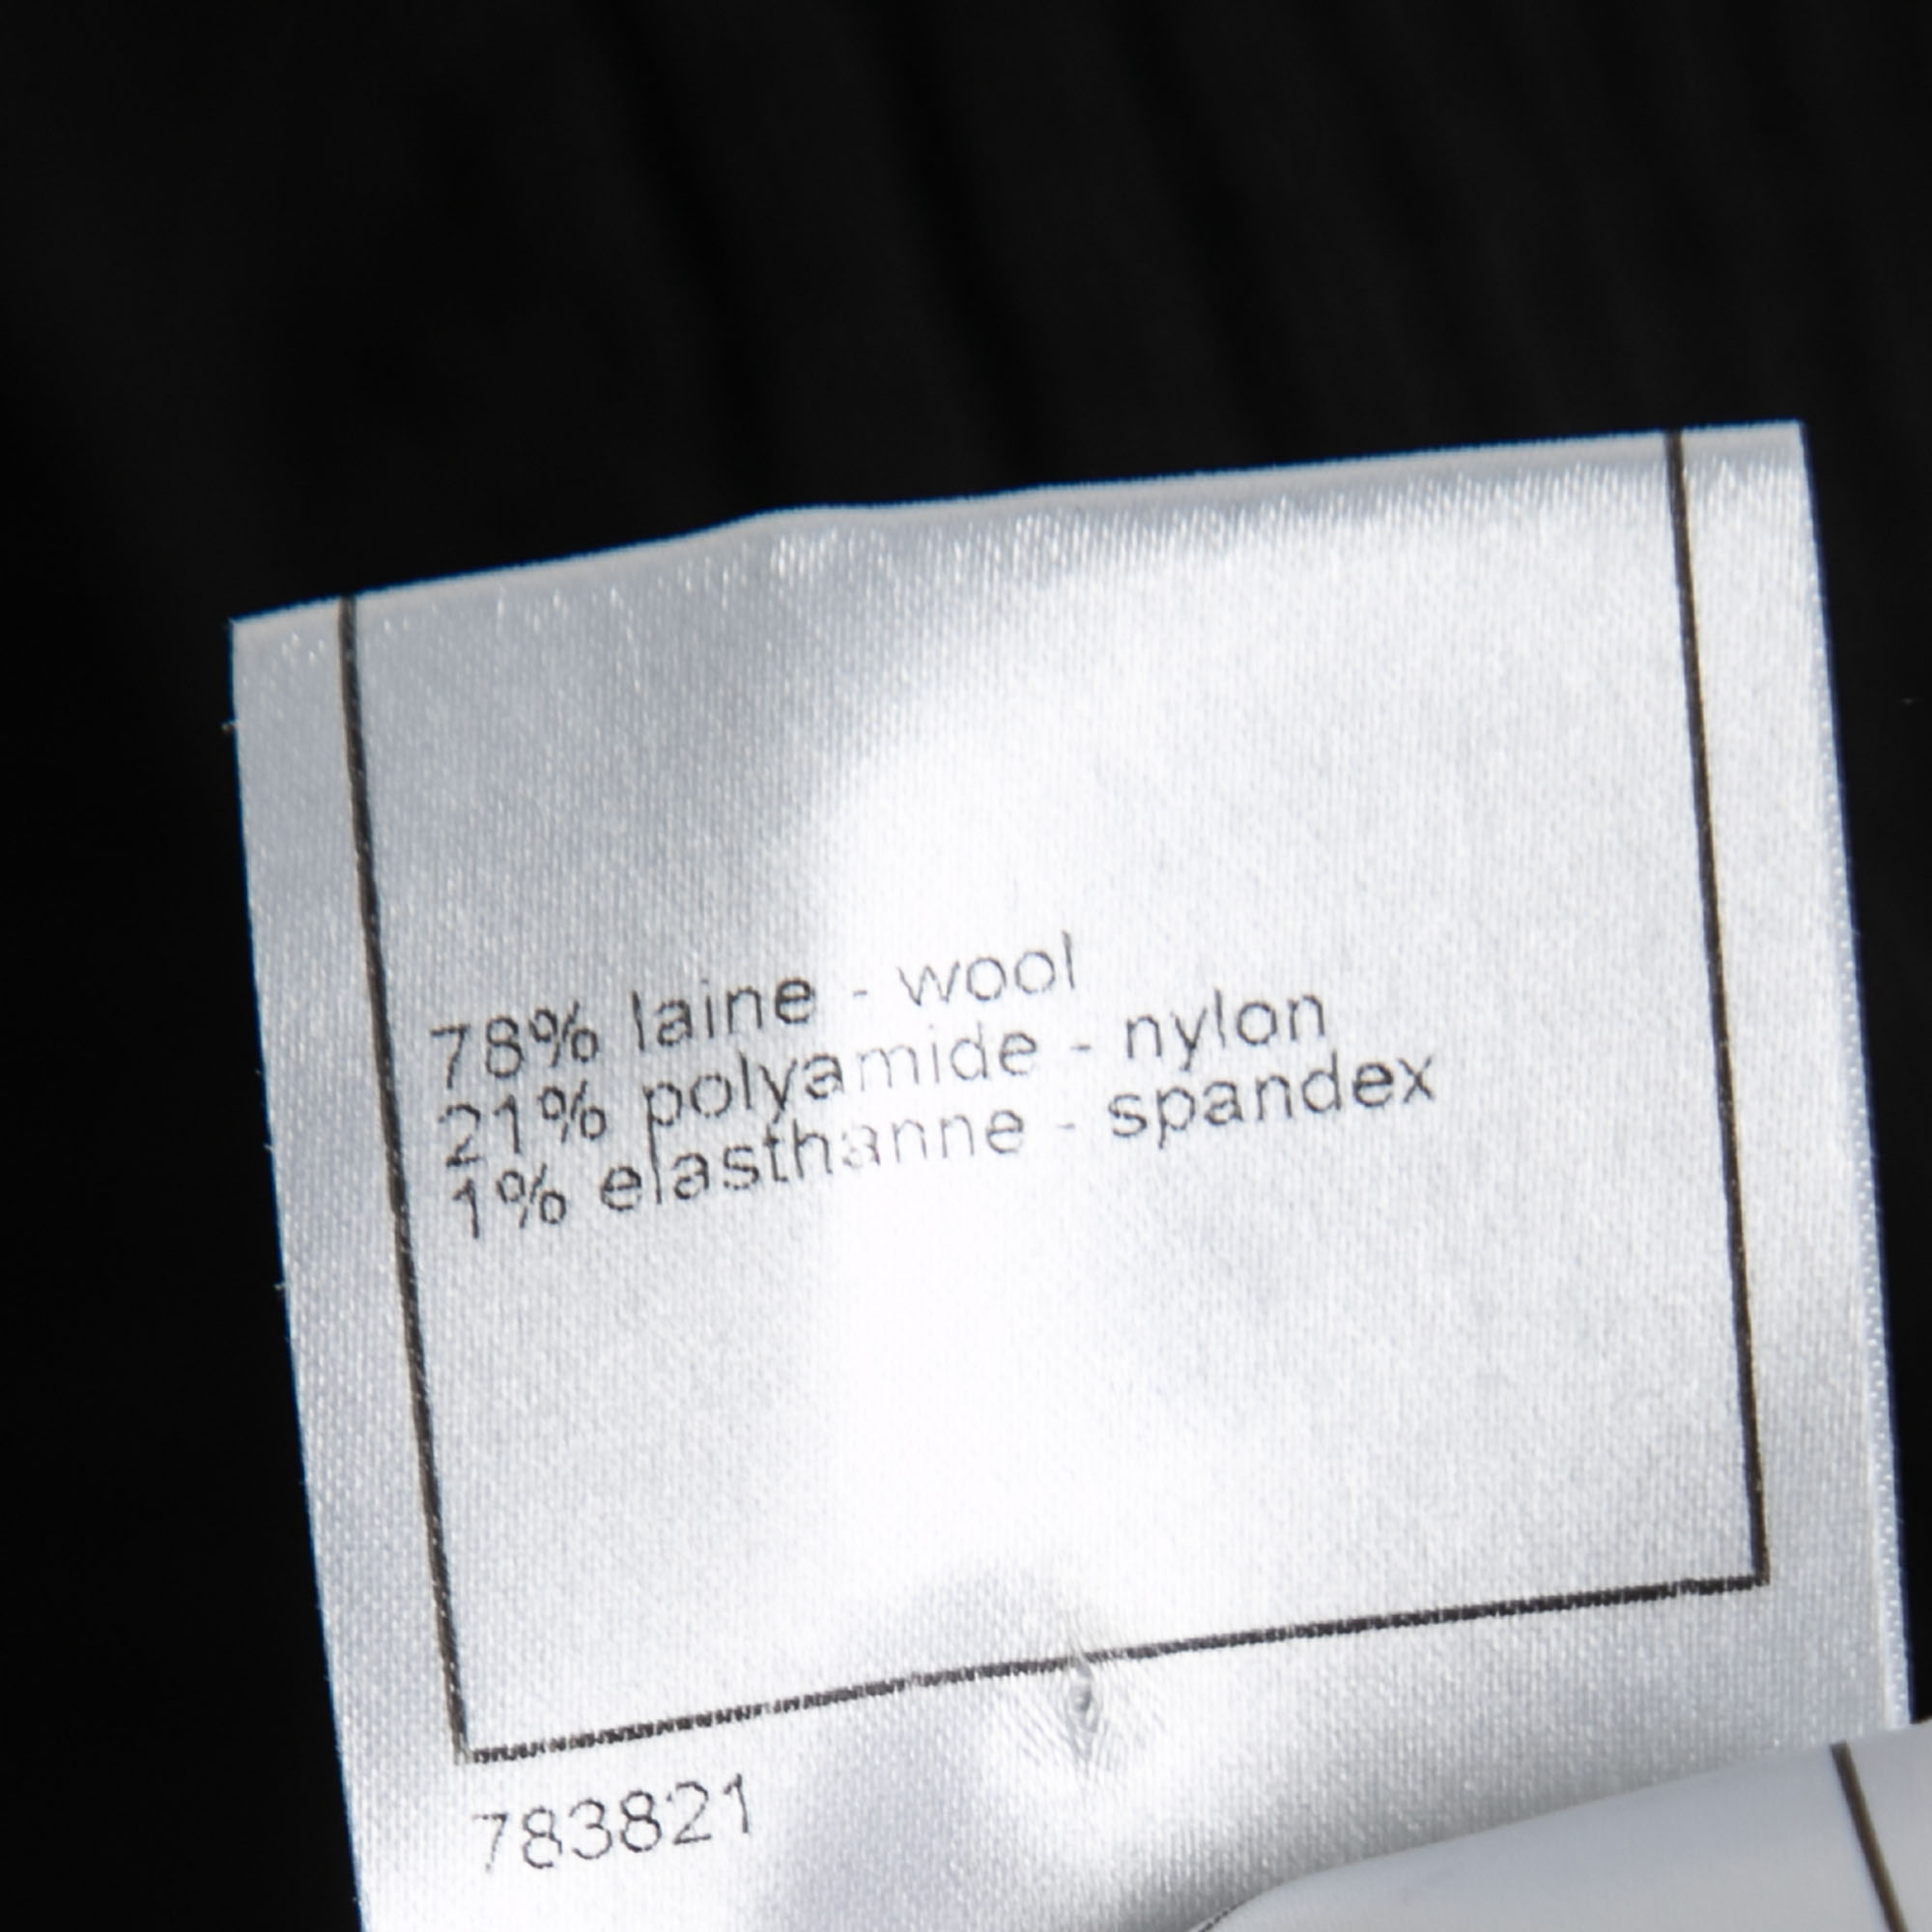 78% laine - wool
21% polyamide - nylon
1% elasthanne - spandex
783821